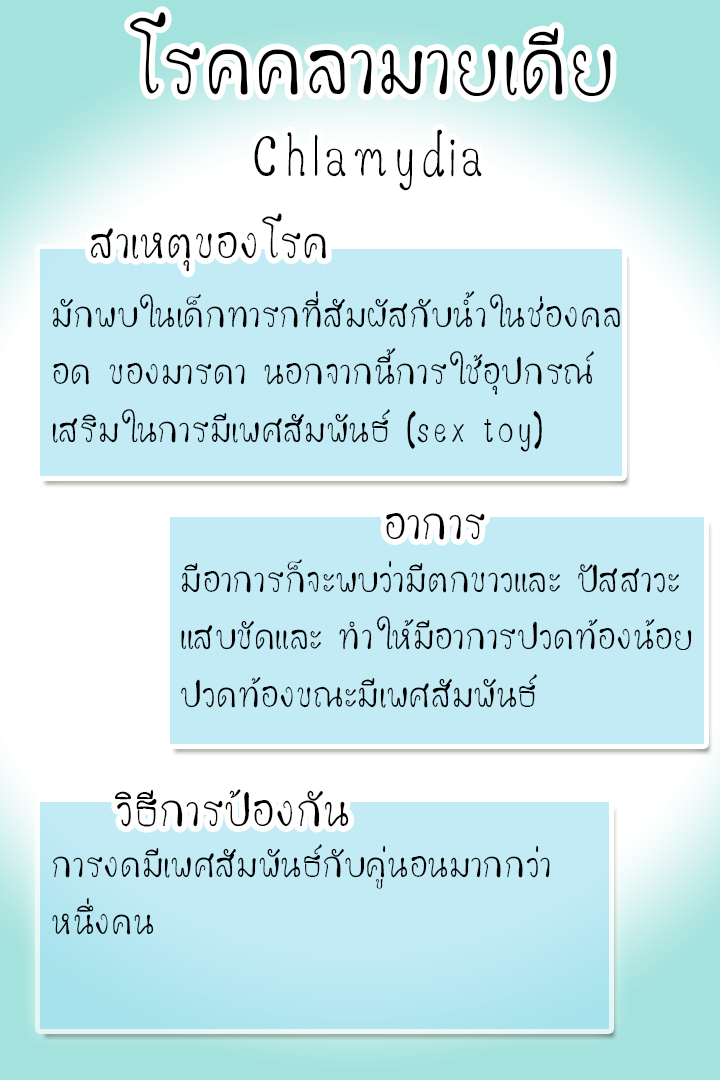 โรคคลามายเดีย
Chlamydia
สาเหตุของโรค
มักพบในเด็กทารกที่สัมผัสกับน้ำในช่องคล
อด ของมารดา นอกจากนี้การใช้อุปกรณ์
เสริมในการมีเพศสัมพันธ์ (sex toy)
อาการ
มีอาการก็จะพบว่ามีตกขาวและ ปัสสาวะ
แสบขัดและ ทำให้มีอาการปวดท้องน้อย
ปวดท้องขณะมีเพศสัมพันธ์
วิธีการป้องกัน
การงดมีเพศสัมพันธ์กับคู่นอนมากกว่า
หนึ่งคน